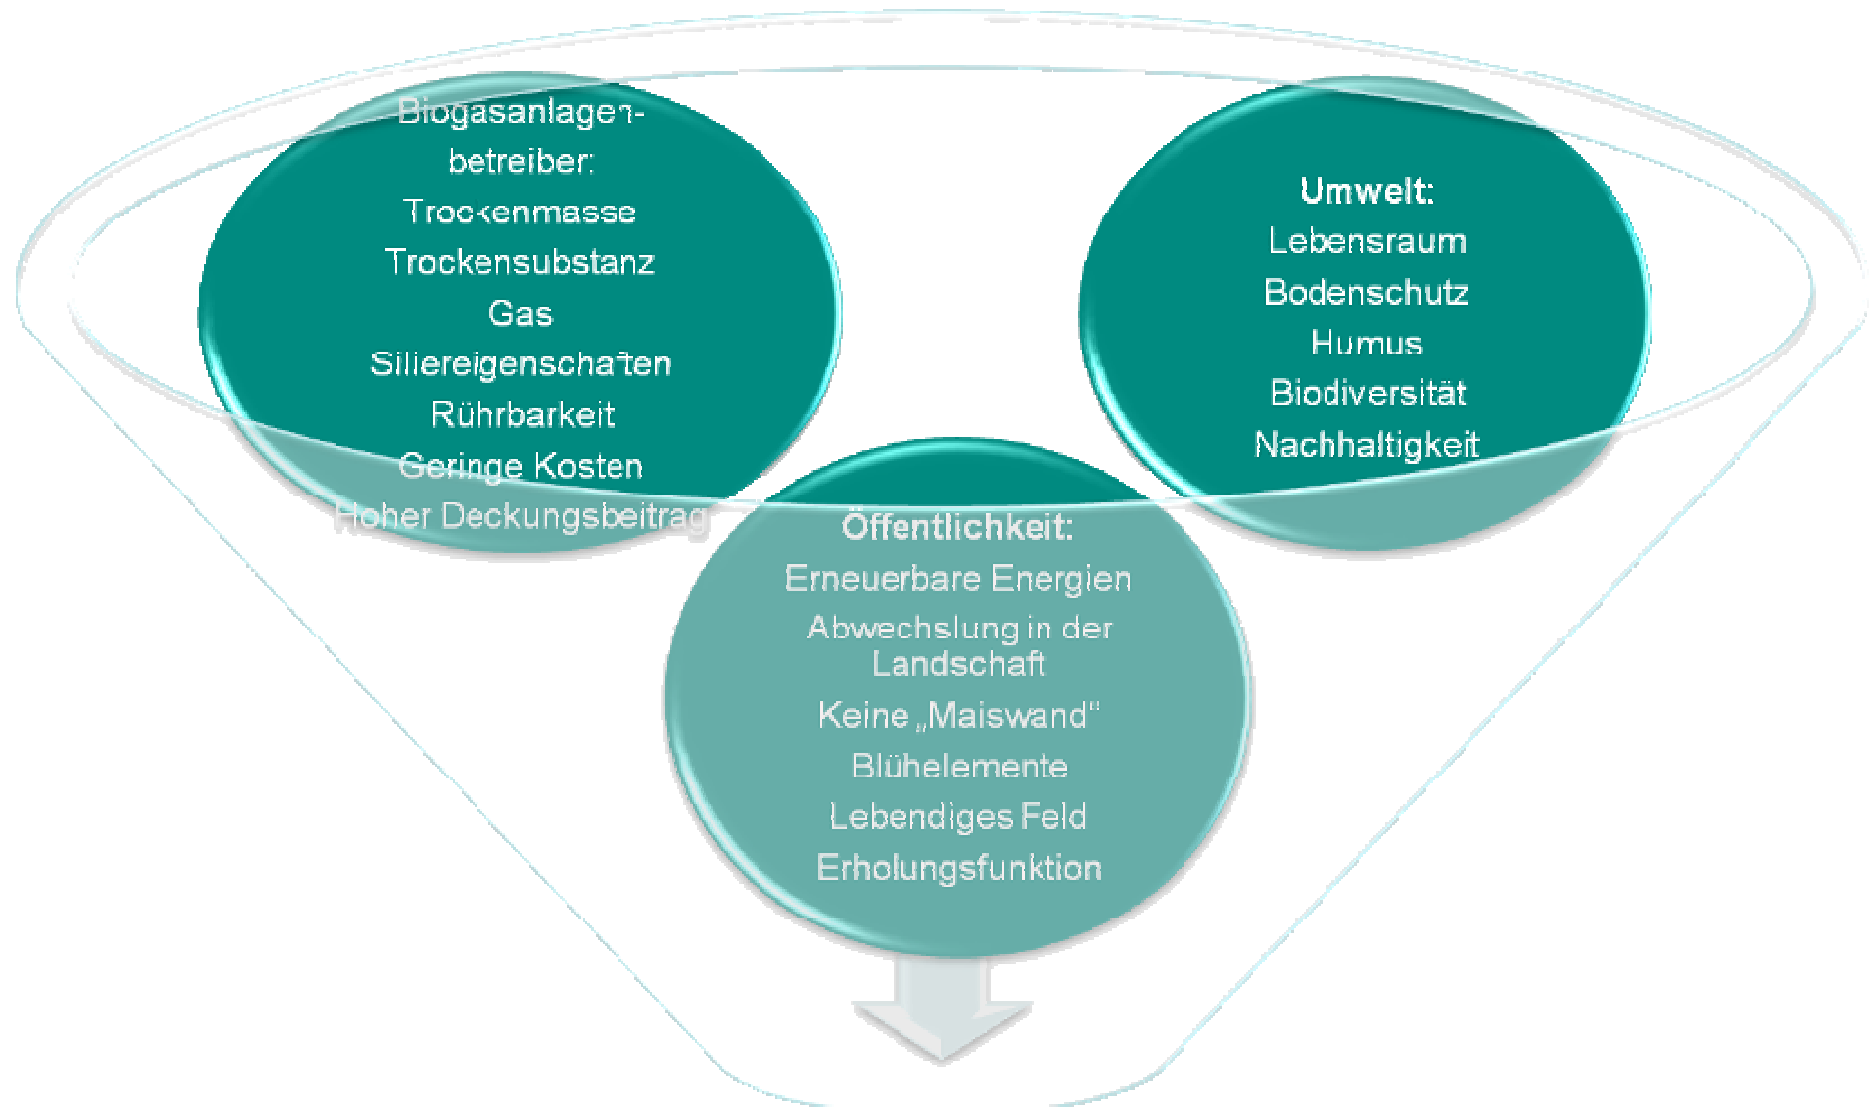 Biogasanlagen-
betreiber:
Trockenmasse
Trockensubstanz
Gas
Siliereigenschaften
Rührbarkeit
Geringe Kosten
Hoher Deckungsbeitrag
Umwelt:
Lebensraum
Bodenschutz
Humus
Biodiversität
Nachhaltigkeit
Öffentlichkeit:
Erneuerbare Energien
Abwechslung in der
Landschaft
Keine „Maiswand“
Blühelemente
Lebendiges Feld
Erholungsfunktion